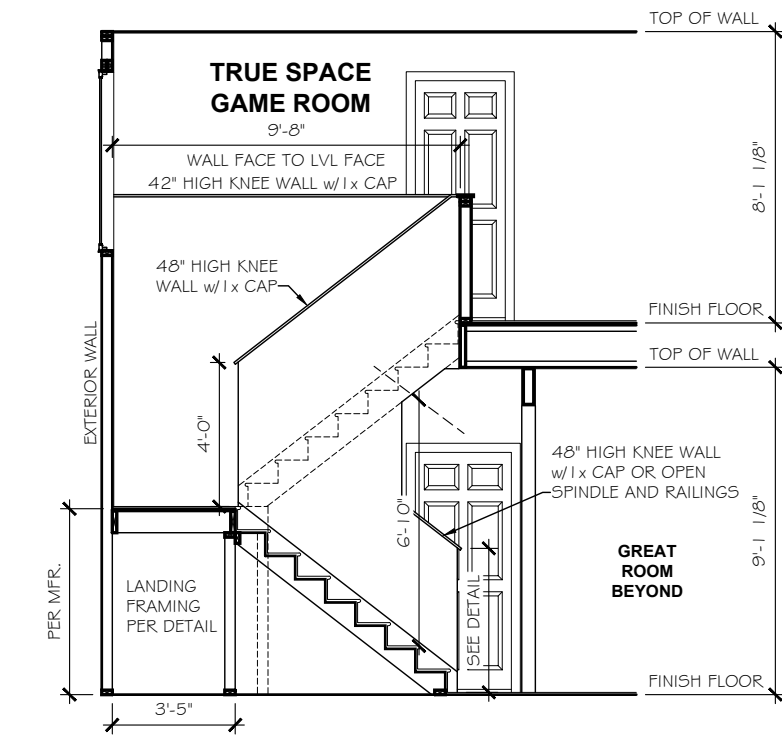 TOP OF WALL
TRUE SPACE
GAME ROOM
9'-8"
WALL FACE TO LVL FACE
42" HIGH KNEE WALL w/1x CAP
8'-1 1/8"
48" HIGH KNEE
WALL w/1x CAP
FINISH FLOOR
TOP OF WALL
EXTERIOR WALL
4'-0"
48" HIGH KNEE WALL
w/1x CAP OR OPEN
SPINDLE AND RAILINGS
6'-10"
GREAT
ROOM
BEYOND
9'-1 1/8"
PER MFR.
LANDING
FRAMING
PER DETAIL
SEE DETAIL
FINISH FLOOR
3'-5"